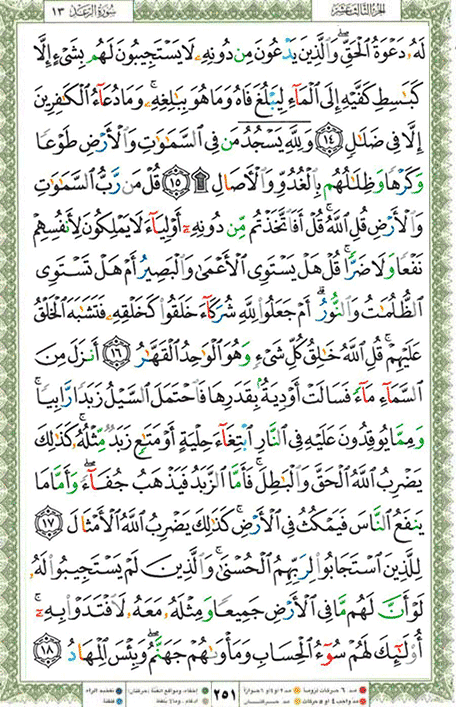 الجزء الثالث عشر
سورة الرعد ١٣
لَهُۥ دَعْوَةُ ٱلْحَقِّ ۖ وَٱلَّذِينَ يَدْعُونَ مِن دُونِهِۦ لَا يَسْتَجِيبُونَ لَهُم بِشَىْءٍ إِلَّا
كَبَـٰسِطِ كَفَّيْهِ إِلَى ٱلْمَآءِ لِيَبْلُغَ فَاهُ وَمَا هُوَ بِبَـٰلِغِهِۦ ۚ وَمَا دُعَآءُ ٱلْكَـٰفِرِينَ
إِلَّا فِى ضَلَـٰلٍ ١٤ وَلِلَّهِ يَسْجُدُ مَن فِى ٱلسَّمَـٰوَٰتِ وَٱلْأَرْضِ طَوْعًا
وَكَرْهًا وَظِلَـٰلُهُم بِٱلْغُدُوِّ وَٱلْـَٔاصَالِ ۩ ١٥ قُلْ مَن رَّبُّ ٱلسَّمَـٰوَٰتِ
وَٱلْأَرْضِ قُلِ ٱللَّهُ ۚ قُلْ أَفَٱتَّخَذْتُم مِّن دُونِهِۦٓ أَوْلِيَآءَ لَا يَمْلِكُونَ لِأَنفُسِهِمْ
نَفْعًا وَلَا ضَرًّا ۚ قُلْ هَلْ يَسْتَوِى ٱلْأَعْمَىٰ وَٱلْبَصِيرُ أَمْ هَلْ تَسْتَوِى
ٱلظُّلُمَـٰتُ وَٱلنُّورُ ۗ أَمْ جَعَلُوا۟ لِلَّهِ شُرَكَآءَ خَلَقُوا۟ كَخَلْقِهِۦ فَتَشَـٰبَهَ ٱلْخَلْقُ
عَلَيْهِمْ ۚ قُلِ ٱللَّهُ خَـٰلِقُ كُلِّ شَىْءٍ وَهُوَ ٱلْوَٰحِدُ ٱلْقَهَّـٰرُ ١٦ أَنزَلَ مِنَ
ٱلسَّمَآءِ مَآءً فَسَالَتْ أَوْدِيَةٌۢ بِقَدَرِهَا فَٱحْتَمَلَ ٱلسَّيْلُ زَبَدًا رَّابِيًا ۚ
وَمِمَّا يُوقِدُونَ عَلَيْهِ فِى ٱلنَّارِ ٱبْتِغَآءَ حِلْيَةٍ أَوْ مَتَـٰعٍ زَبَدٌ مِّثْلُهُۥ ۚ كَذَٰلِكَ
يَضْرِبُ ٱللَّهُ ٱلْحَقَّ وَٱلْبَـٰطِلَ ۚ فَأَمَّا ٱلزَّبَدُ فَيَذْهَبُ جُفَآءً ۖ وَأَمَّا مَا
يَنفَعُ ٱلنَّاسَ فَيَمْكُثُ فِى ٱلْأَرْضِ ۚ كَذَٰلِكَ يَضْرِبُ ٱللَّهُ ٱلْأَمْثَالَ ١٧
لِلَّذِينَ ٱسْتَجَابُوا۟ لِرَبِّهِمُ ٱلْحُسْنَىٰ ۚ وَٱلَّذِينَ لَمْ يَسْتَجِيبُوا۟ لَهُۥ
لَوْ أَنَّ لَهُم مَّا فِى ٱلْأَرْضِ جَمِيعًا وَمِثْلَهُۥ مَعَهُۥ لَٱفْتَدَوْا۟ بِهِۦٓ ۚ
أُو۟لَـٰٓئِكَ لَهُمْ سُوٓءُ ٱلْحِسَابِ وَمَأْوَىٰهُمْ جَهَنَّمُ ۖ وَبِئْسَ ٱلْمِهَادُ ١٨
٢٥١